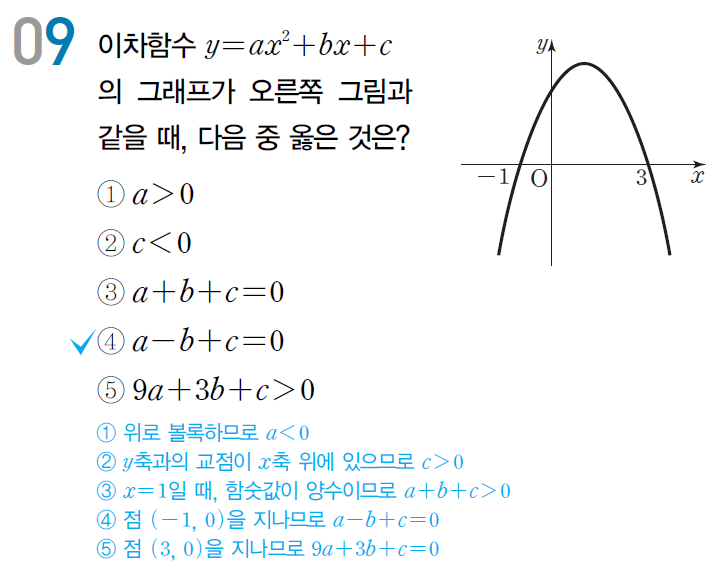 09 이차함수 y=ax²+bx+c
의 그래프가 오른쪽 그림과
같을 때, 다음 중 옳은 것은?
y
-1 O 3 x
① a>0
② c<0
③ a+b+c=0
④ a-b+c=0
⑤ 9a+3b+c>0
① 위로 볼록하므로 a<0
② y축과의 교점이 x축 위에 있으므로 c>0
③ x=1일 때, 함숫값이 양수이므로 a+b+c>0
④ 점 (-1, 0)을 지나므로 a-b+c=0
⑤ 점 (3, 0)을 지나므로 9a+3b+c=0